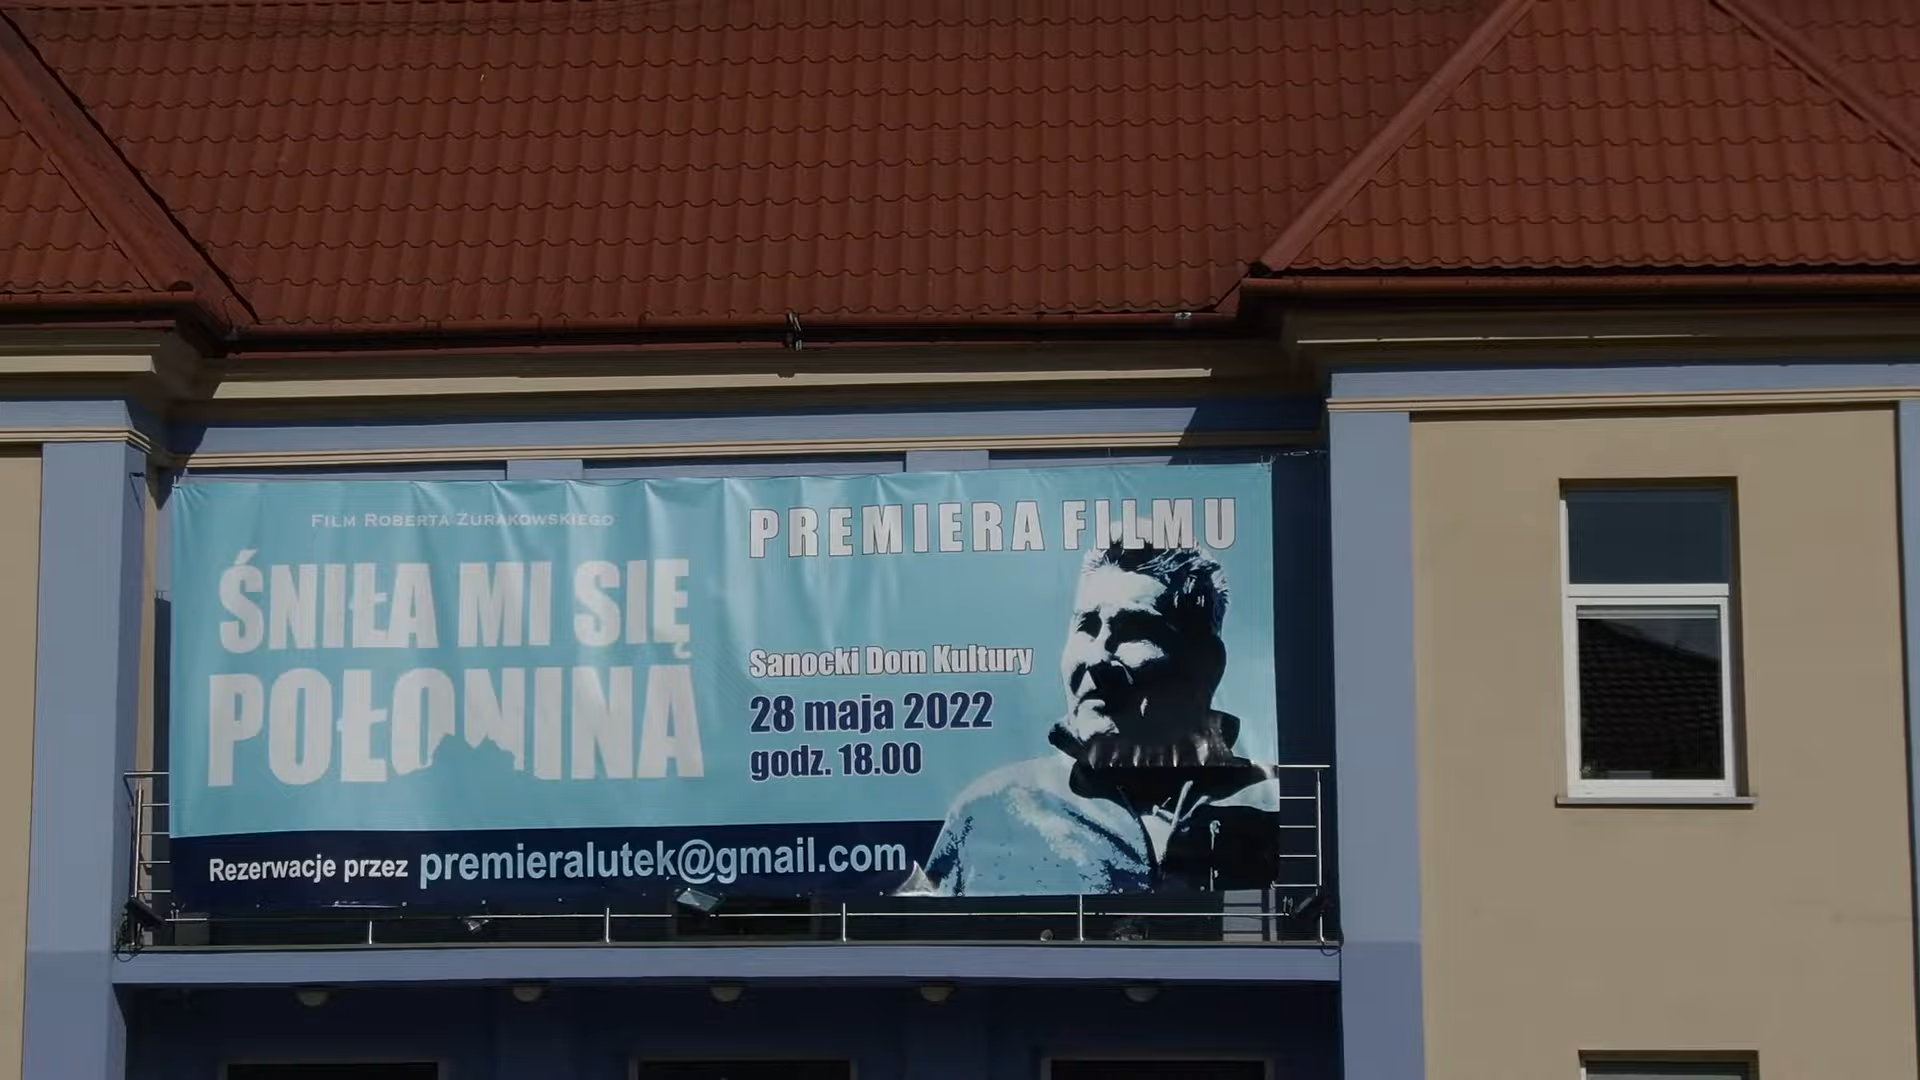 FILM ROBERTA ŻURAKOWSKIEGO
ŚNIŁA MI SIĘ
POŁONINA
PREMIERA FILMU
Sanocki Dom Kultury
28 maja 2022
godz. 18.00
Rezerwacje przez premieralutek@gmail.com